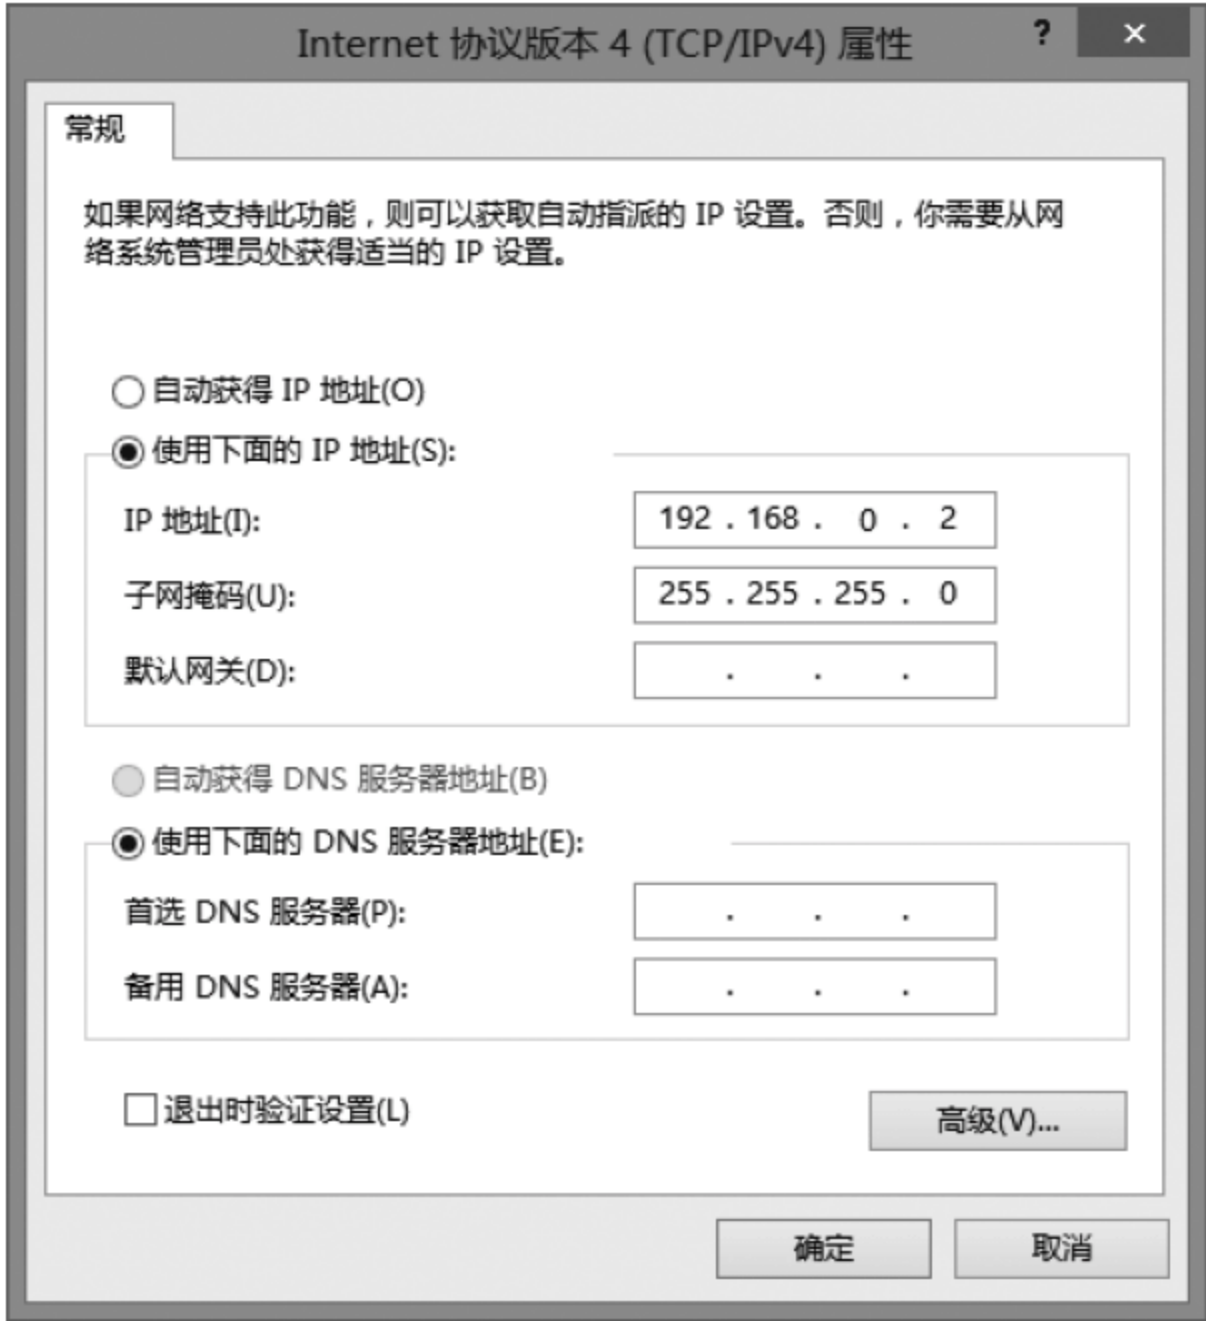 Internet 协议版本 4 (TCP/IPv4) 属性
? ×
常规
如果网络支持此功能，则可以获取自动指派的 IP 设置。否则，你需要从网
络系统管理员处获得适当的 IP 设置。
自动获得 IP 地址(O)
使用下面的 IP 地址(S):
IP 地址(I): 192 . 168 . 0 . 2
子网掩码(U): 255 . 255 . 255 . 0
默认网关(D): . . .
自动获得 DNS 服务器地址(B)
使用下面的 DNS 服务器地址(E):
首选 DNS 服务器(P): . . .
备用 DNS 服务器(A): . . .
退出时验证设置(L)
高级(V)...
确定 取消